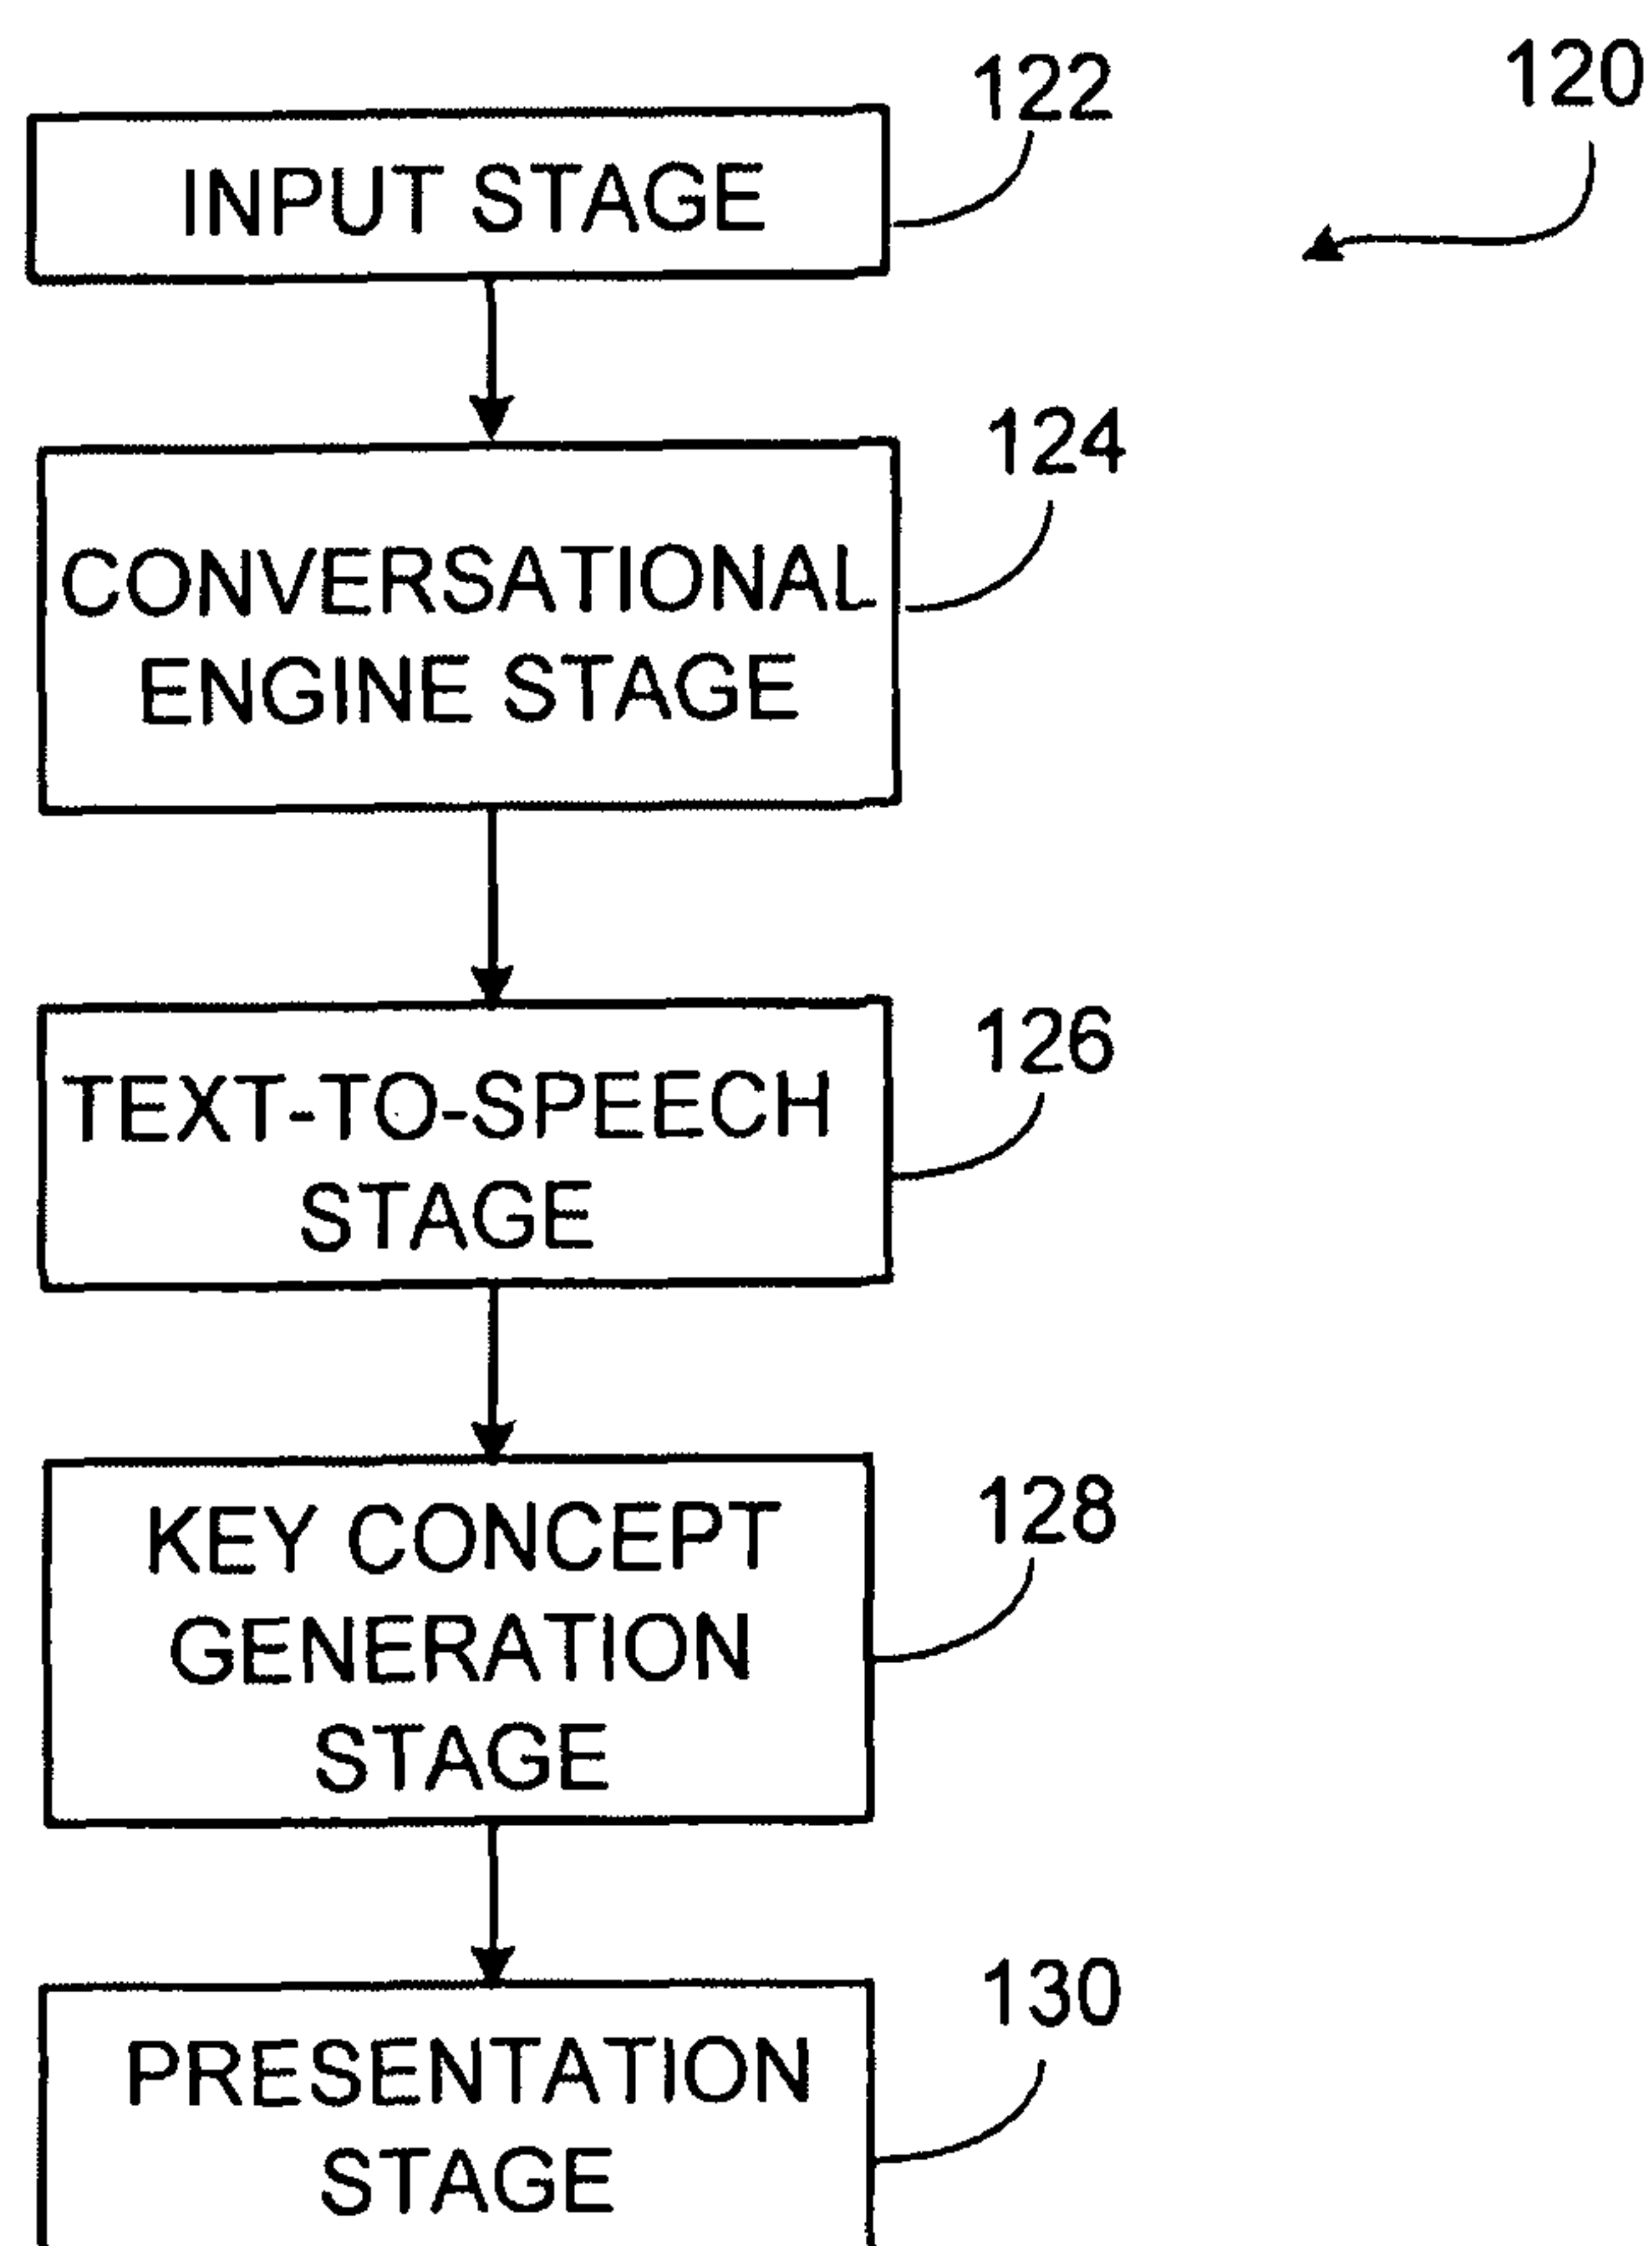 120
122
INPUT STAGE
124
CONVERSATIONAL
ENGINE STAGE
126
TEXT-TO-SPEECH
STAGE
128
KEY CONCEPT
GENERATION
STAGE
130
PRESENTATION
STAGE